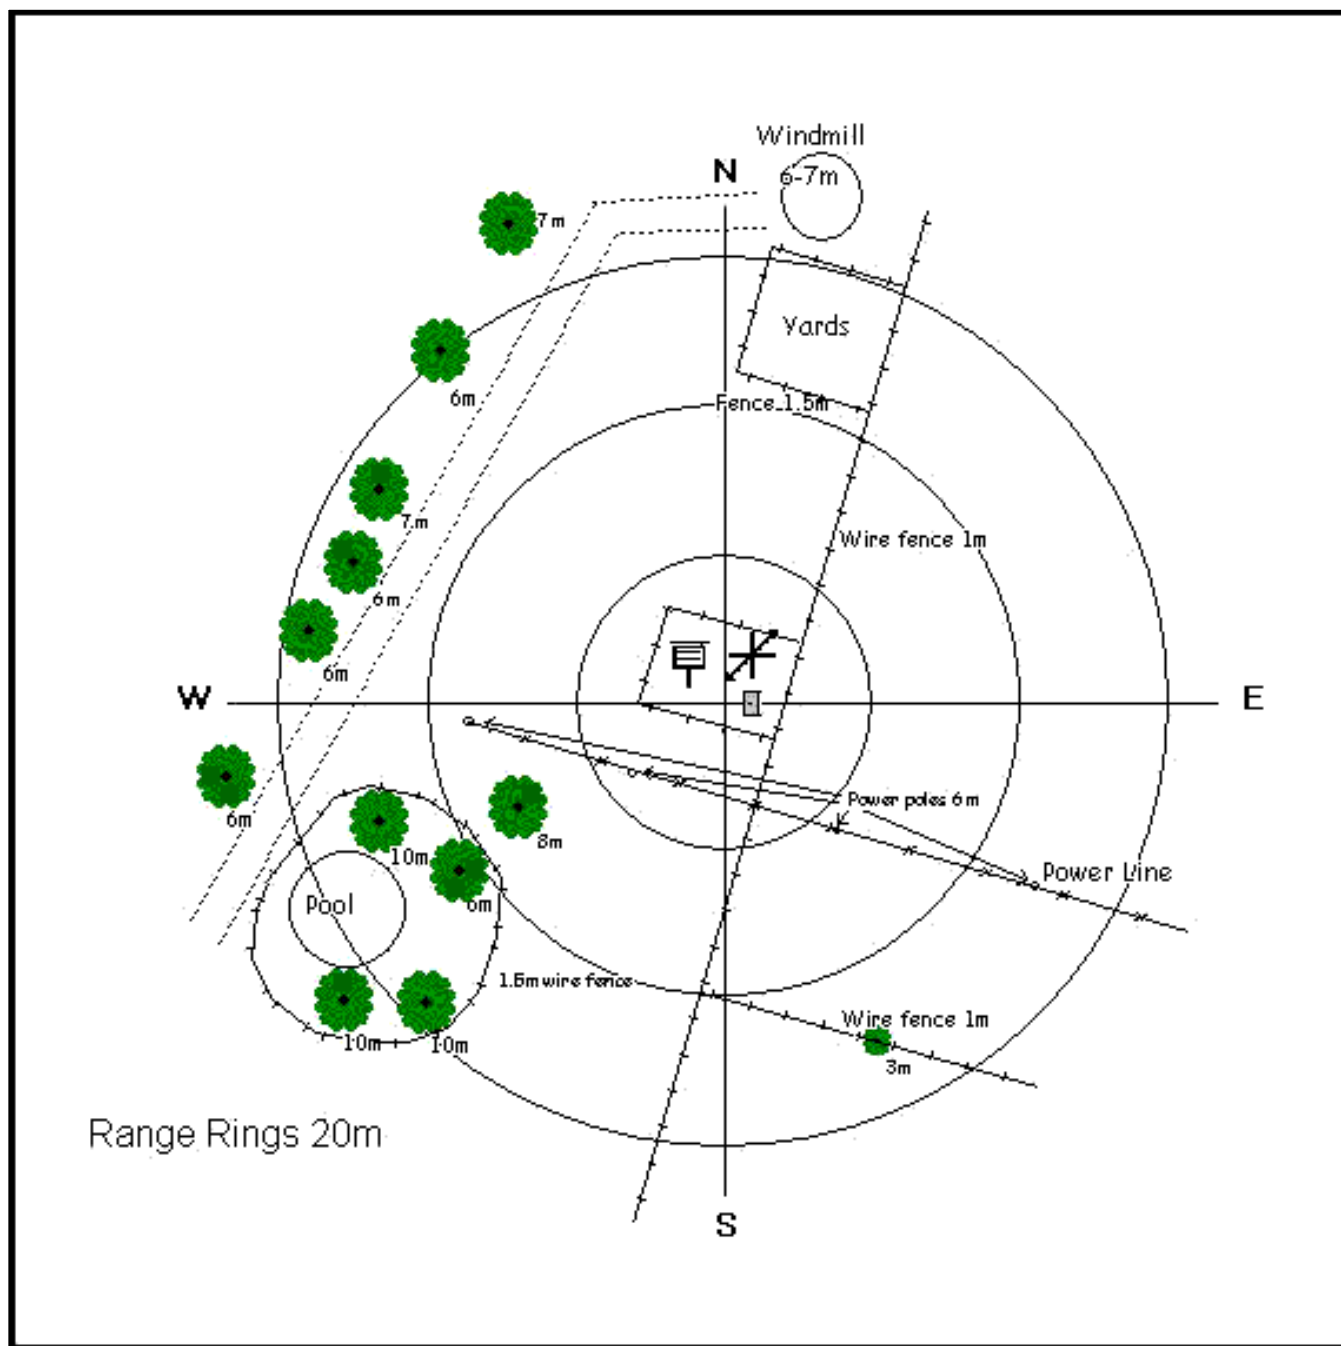 Windmill
6-7m
N
7m
Yards
6m
Fence 1.5m
7m
Wire fence 1m
6m
6m
W
E
6m
Power poles 6m
8m
10m
Power Line
Pool
6m
1.5m wire fence
Wire fence 1m
10m
10m
3m
Range Rings 20m
S